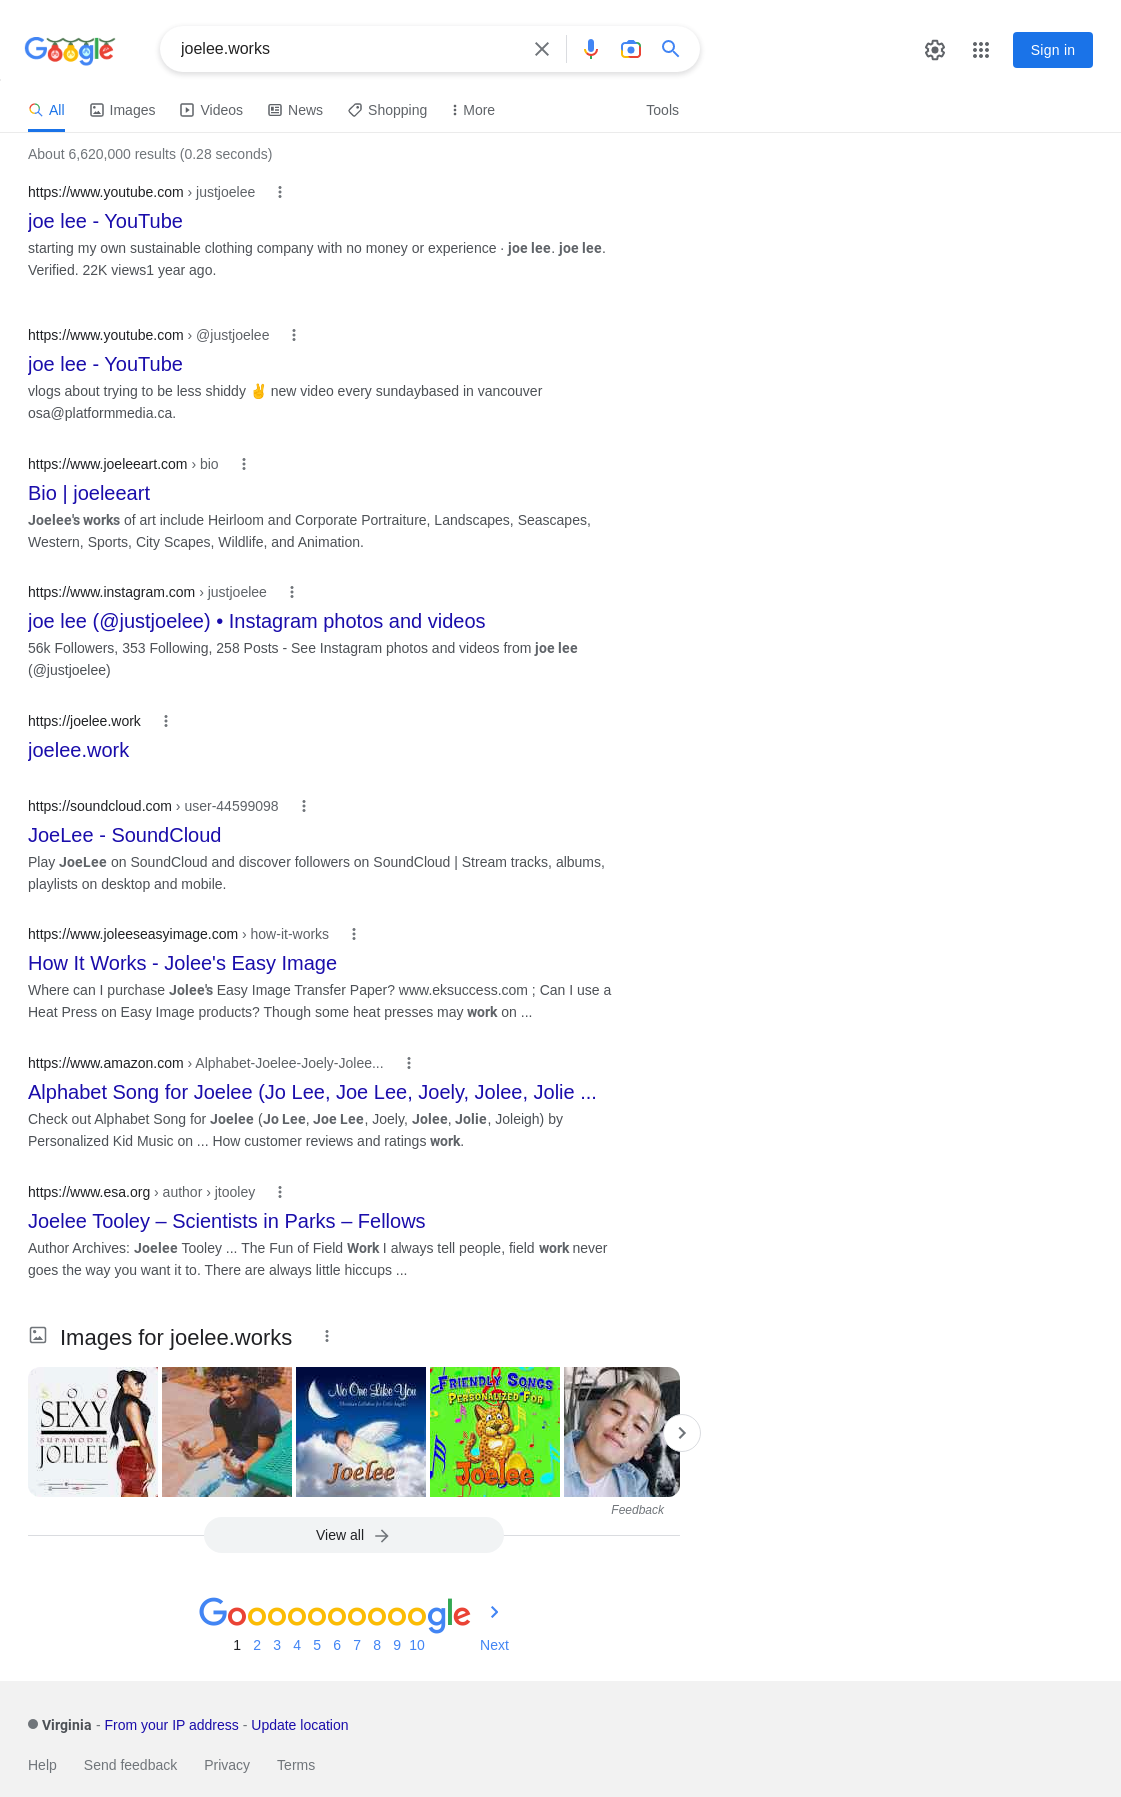 Google
joelee.works
Sign in
All Images Videos News Shopping More Tools
About 6,620,000 results (0.28 seconds)
https://www.youtube.com › justjoelee
joe lee - YouTube
starting my own sustainable clothing company with no money or experience · joe lee. joe lee.
Verified. 22K views1 year ago.
https://www.youtube.com › @justjoelee
joe lee - YouTube
vlogs about trying to be less shiddy ✌️ new video every sundaybased in vancouver
osa@platformmedia.ca.
https://www.joeleeart.com › bio
Bio | joeleeart
Joelee's works of art include Heirloom and Corporate Portraiture, Landscapes, Seascapes,
Western, Sports, City Scapes, Wildlife, and Animation.
https://www.instagram.com › justjoelee
joe lee (@justjoelee) • Instagram photos and videos
56k Followers, 353 Following, 258 Posts - See Instagram photos and videos from joe lee
(@justjoelee)
https://joelee.work
joelee.work
https://soundcloud.com › user-44599098
JoeLee - SoundCloud
Play JoeLee on SoundCloud and discover followers on SoundCloud | Stream tracks, albums,
playlists on desktop and mobile.
https://www.joleeseasyimage.com › how-it-works
How It Works - Jolee's Easy Image
Where can I purchase Jolee's Easy Image Transfer Paper? www.eksuccess.com ; Can I use a
Heat Press on Easy Image products? Though some heat presses may work on ...
https://www.amazon.com › Alphabet-Joelee-Joely-Jolee...
Alphabet Song for Joelee (Jo Lee, Joe Lee, Joely, Jolee, Jolie ...
Check out Alphabet Song for Joelee (Jo Lee, Joe Lee, Joely, Jolee, Jolie, Joleigh) by
Personalized Kid Music on ... How customer reviews and ratings work.
https://www.esa.org › author › jtooley
Joelee Tooley – Scientists in Parks – Fellows
Author Archives: Joelee Tooley ... The Fun of Field Work I always tell people, field work never
goes the way you want it to. There are always little hiccups ...
Images for joelee.works
SOO
SEXY
SUPAMODEL
JOELEE
No One Like You
Christian Lullabies for Little Angels
Joelee
FRIENDLY SONGS
PERSONALIZED FOR
Joelee
Feedback
View all
Goooooooooogle
1 2 3 4 5 6 7 8 9 10 Next
Virginia - From your IP address - Update location
Help Send feedback Privacy Terms